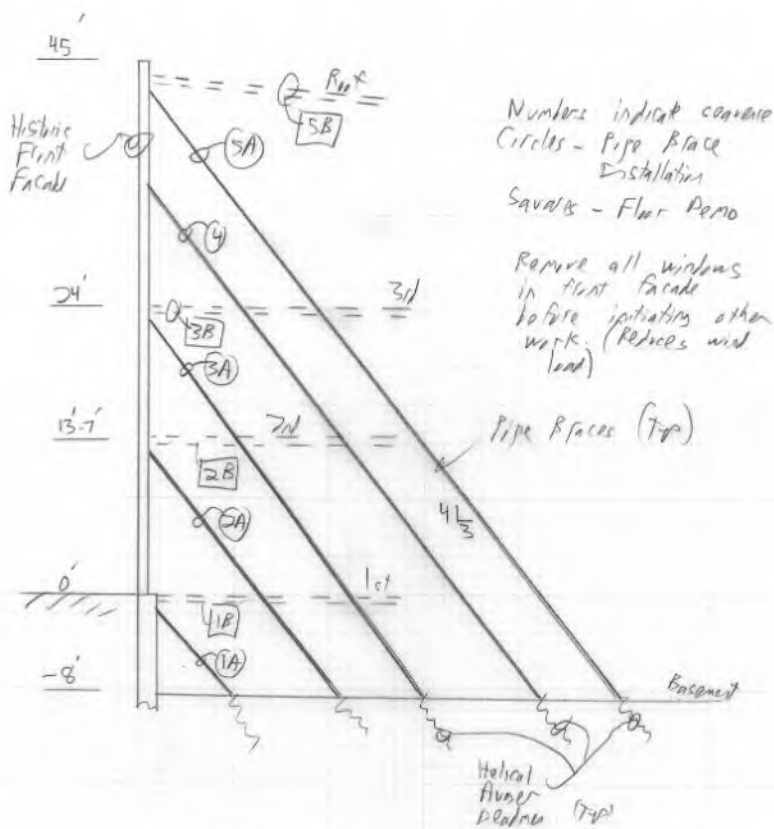 45'
Roof
5B
Historic
Front
Facade
5A
4
24'
3rd
3B
3A
13'-7'
2nd
2B
2A
0'
1st
1B
1A
-8'
Basement
4
3
Pipe Braces (Typ)
Helical
Auger
Deadmen (Typ)
Numbers indicate
Circles - Pipe Brace
Installation
Squares - Floor Demo
Remove all windows
in front facade
before initiating other
work. (Reduces wind
load)